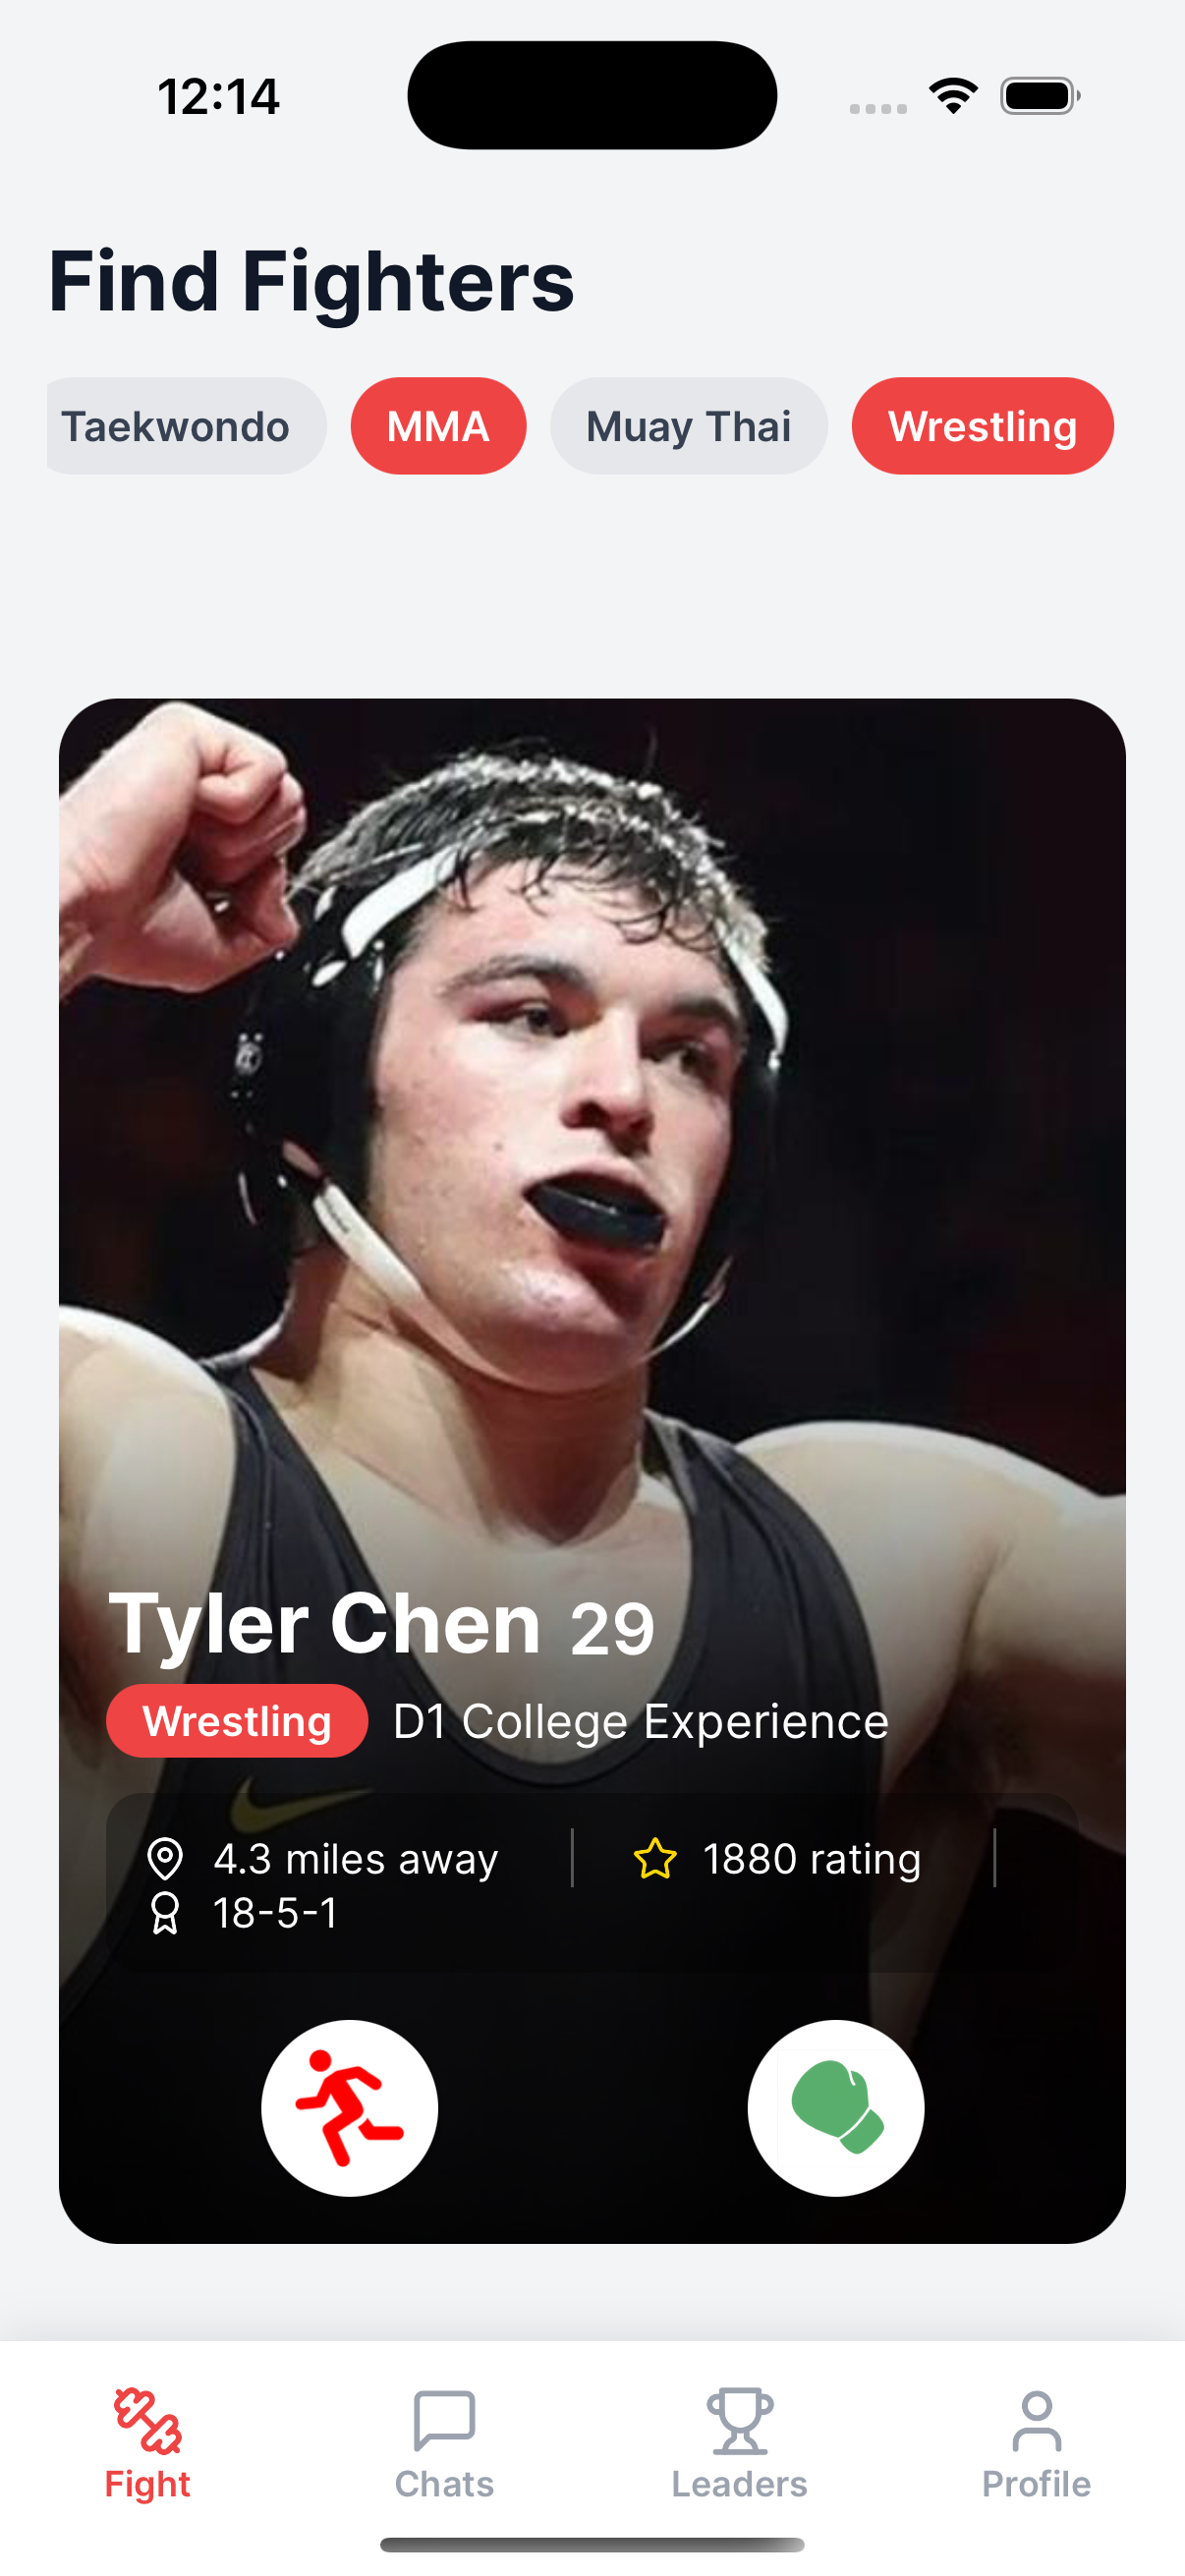 12:14
Find Fighters
Taekwondo MMA Muay Thai Wrestling
Tyler Chen 29
Wrestling D1 College Experience
4.3 miles away 1880 rating
18-5-1
Fight Chats Leaders Profile